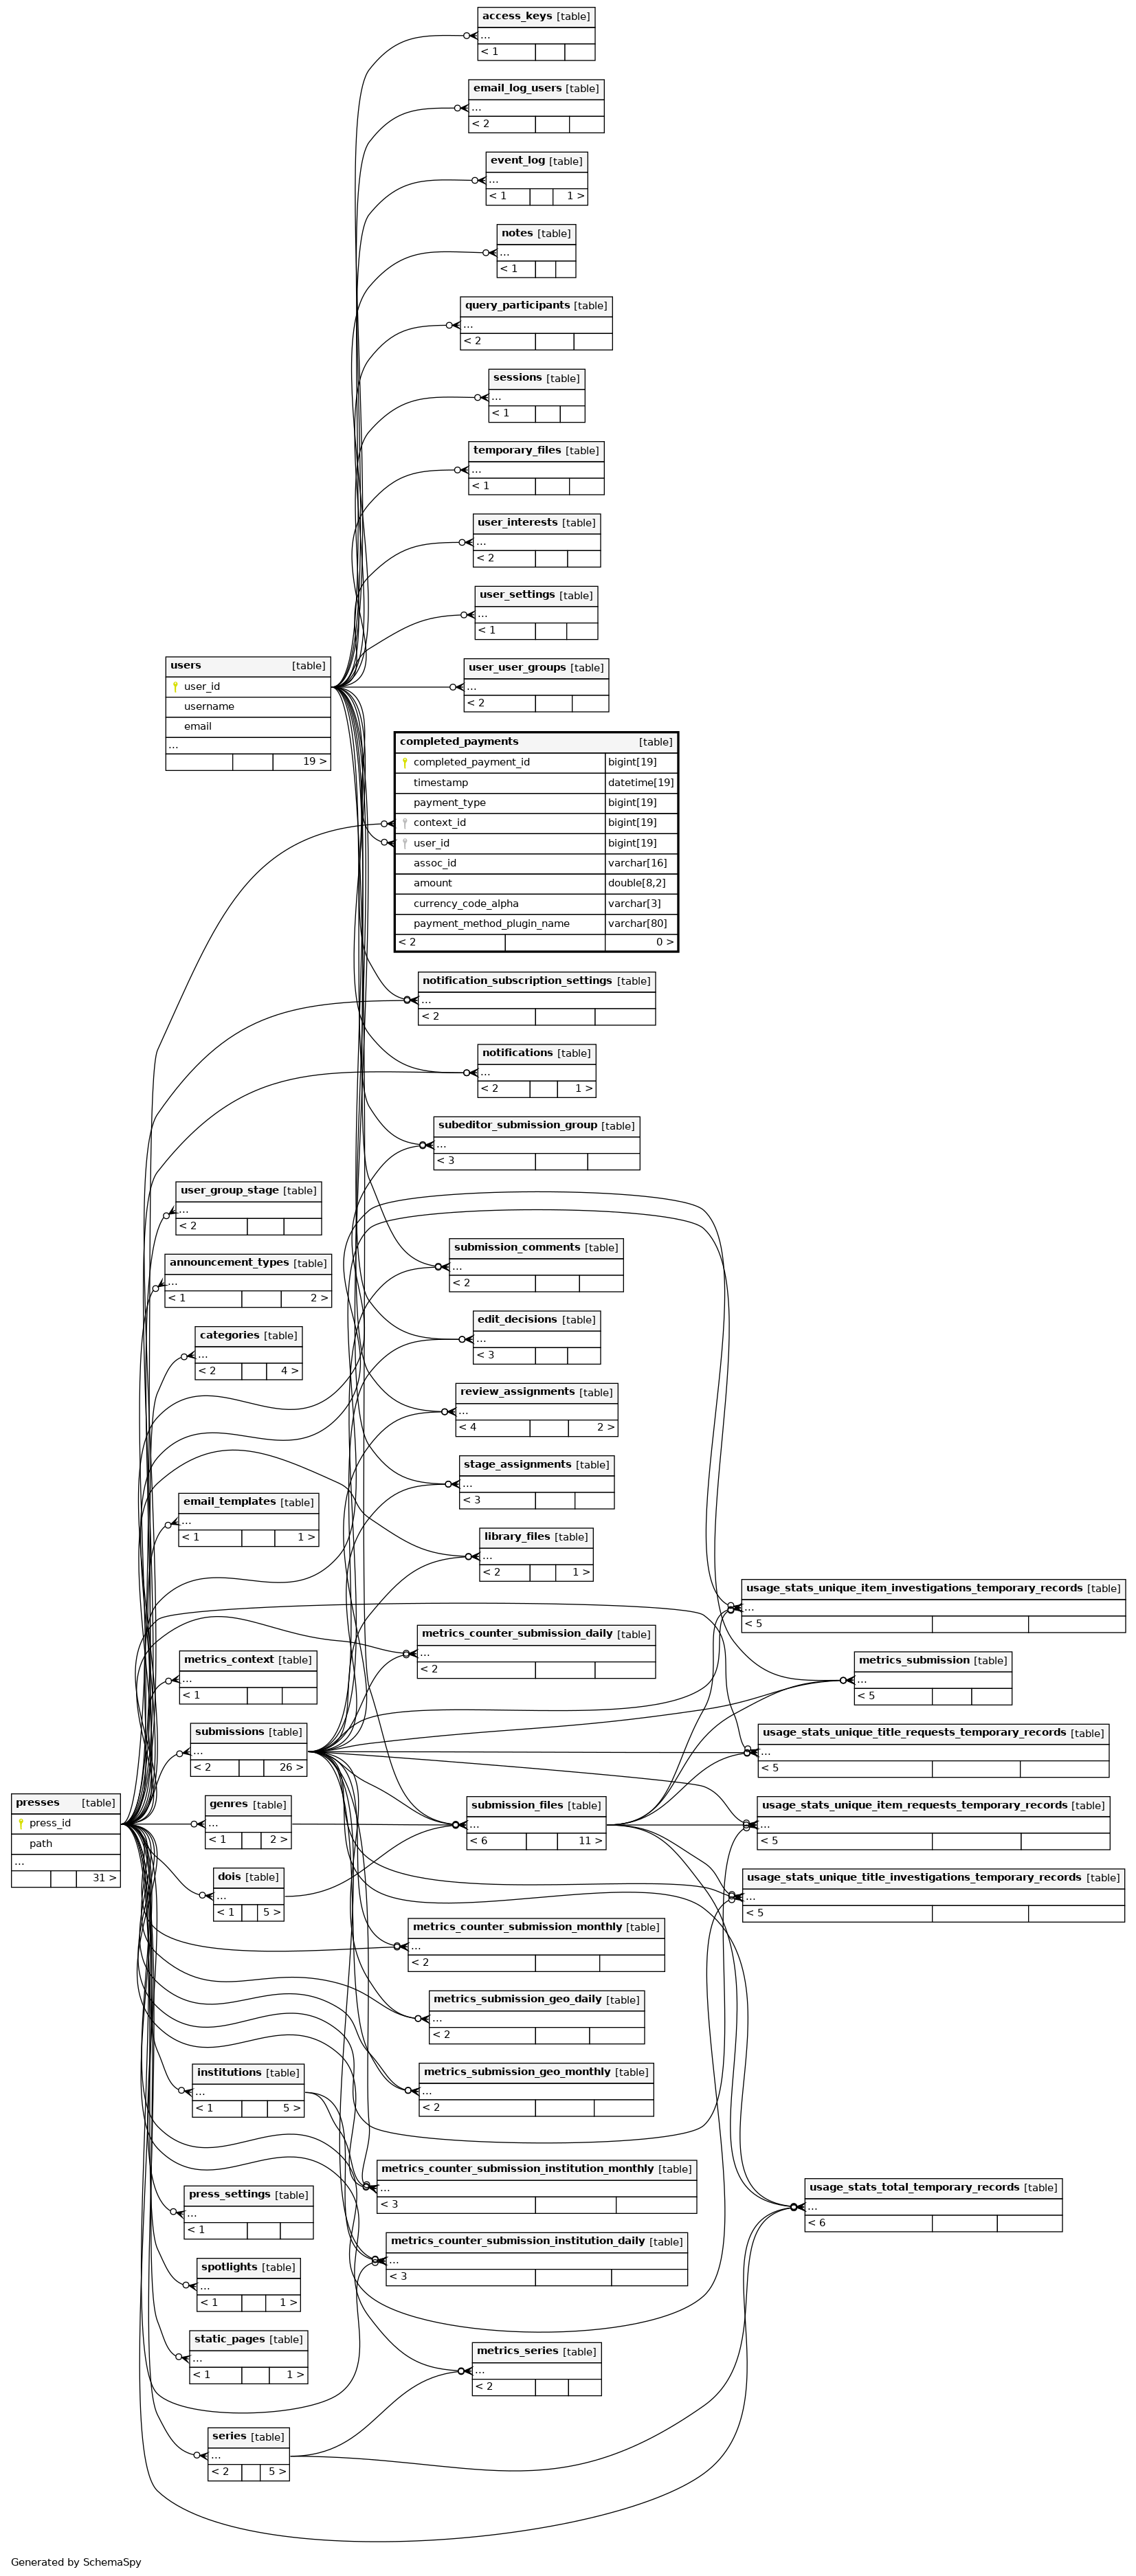 access_keys [table]
...
< 1
email_log_users [table]
...
< 2
event_log [table]
...
< 1 1 >
notes [table]
...
< 1
query_participants [table]
...
< 2
sessions [table]
...
< 1
temporary_files [table]
...
< 1
user_interests [table]
...
< 2
user_settings [table]
...
< 1
users [table]
user_id
username
email
...
19 >
user_user_groups [table]
...
< 2
completed_payments [table]
completed_payment_id bigint[19]
timestamp datetime[19]
payment_type bigint[19]
context_id bigint[19]
user_id bigint[19]
assoc_id varchar[16]
amount double[8,2]
currency_code_alpha varchar[3]
payment_method_plugin_name varchar[80]
< 2 0 >
notification_subscription_settings [table]
...
< 2
notifications [table]
...
< 2 1 >
subeditor_submission_group [table]
...
< 3
user_group_stage [table]
...
< 2
submission_comments [table]
...
< 2
announcement_types [table]
...
< 1 2 >
edit_decisions [table]
...
< 3
categories [table]
...
< 2 4 >
review_assignments [table]
...
< 4 2 >
stage_assignments [table]
...
< 3
email_templates [table]
...
< 1 1 >
library_files [table]
...
< 2 1 >
usage_stats_unique_item_investigations_temporary_records [table]
...
< 5
metrics_counter_submission_daily [table]
...
< 2
metrics_context [table]
...
< 1
metrics_submission [table]
...
< 5
submissions [table]
...
< 2 26 >
usage_stats_unique_title_requests_temporary_records [table]
...
< 5
presses [table]
press_id
path
...
31 >
genres [table]
...
< 1 2 >
submission_files [table]
...
< 6 11 >
usage_stats_unique_item_requests_temporary_records [table]
...
< 5
dois [table]
...
< 1 5 >
usage_stats_unique_title_investigations_temporary_records [table]
...
< 5
metrics_counter_submission_monthly [table]
...
< 2
metrics_submission_geo_daily [table]
...
< 2
institutions [table]
...
< 1 5 >
metrics_submission_geo_monthly [table]
...
< 2
metrics_counter_submission_institution_monthly [table]
...
< 3
usage_stats_total_temporary_records [table]
...
< 6
press_settings [table]
...
< 1
metrics_counter_submission_institution_daily [table]
...
< 3
spotlights [table]
...
< 1 1 >
static_pages [table]
...
< 1 1 >
metrics_series [table]
...
< 2
series [table]
...
< 2 5 >
Generated by SchemaSpy